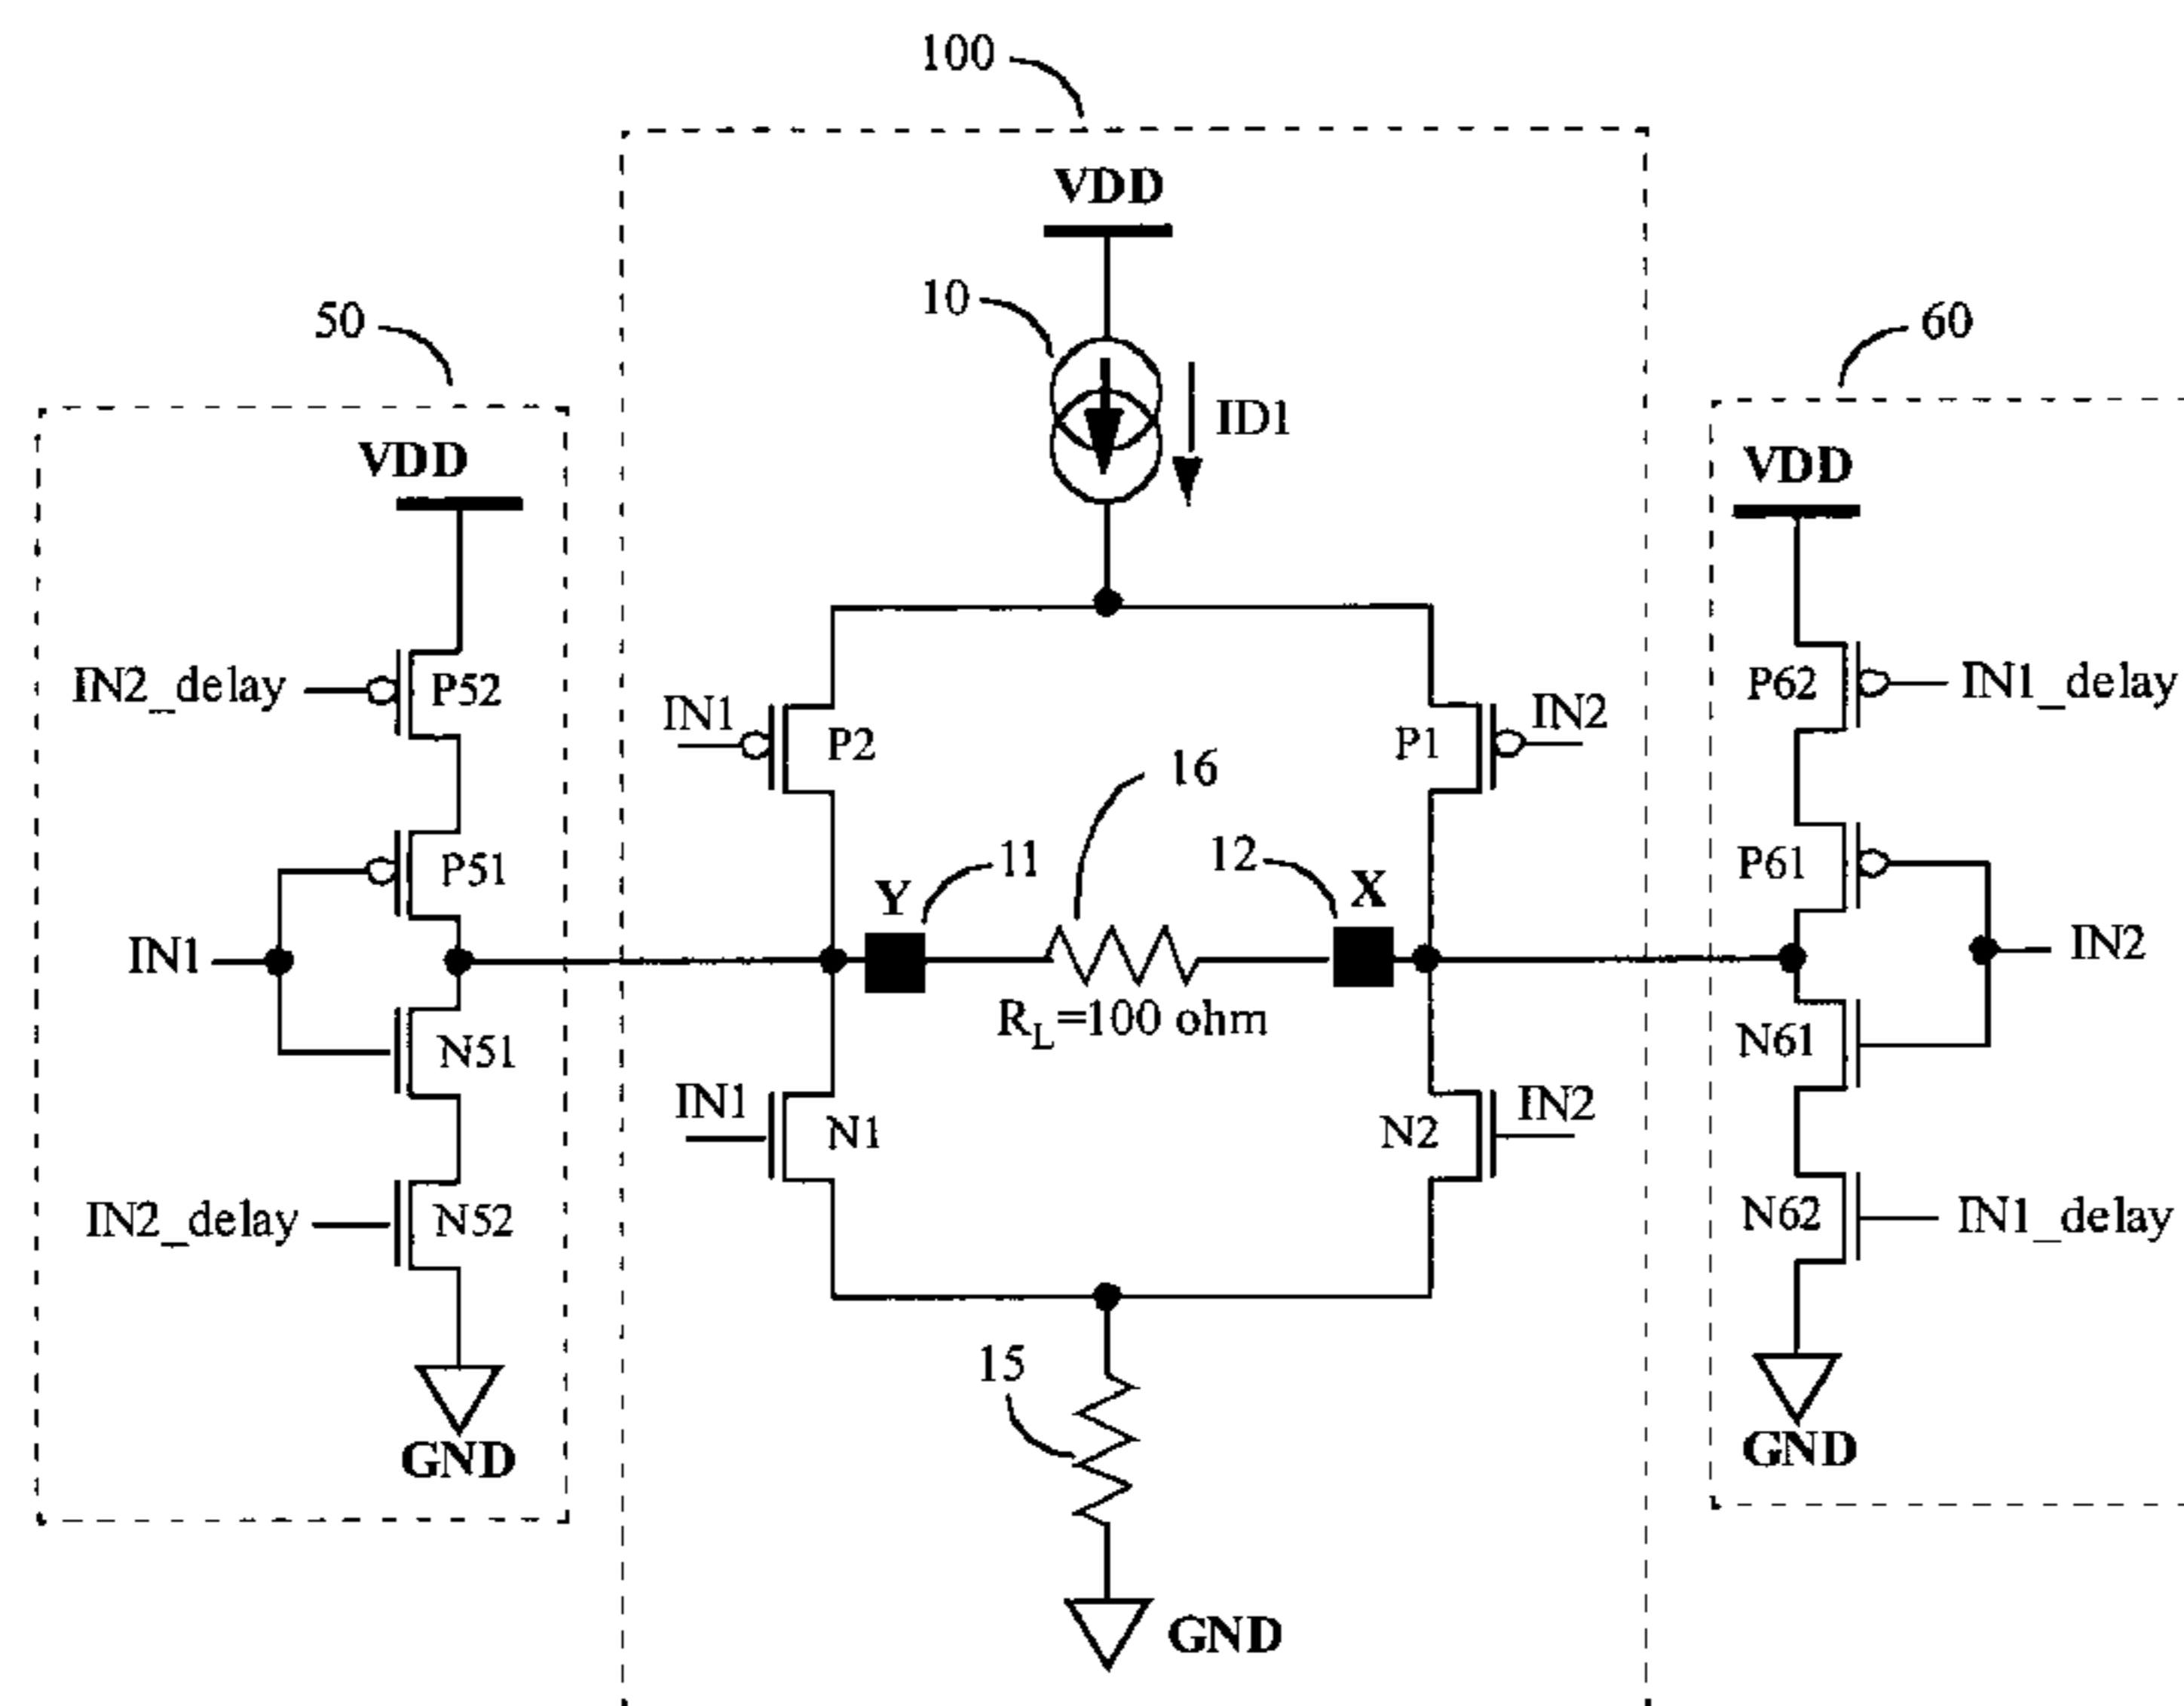 100
VDD
10
ID1
50
VDD
60
VDD
IN2_delay
P52
IN1
P2
P1
IN2
P62
IN1_delay
16
P51
11
12
P61
Y
X
IN1
IN2
N51
RL=100 ohm
N61
IN1
N1
N2
IN2
IN2_delay
N52
N62
IN1_delay
15
GND
GND
GND